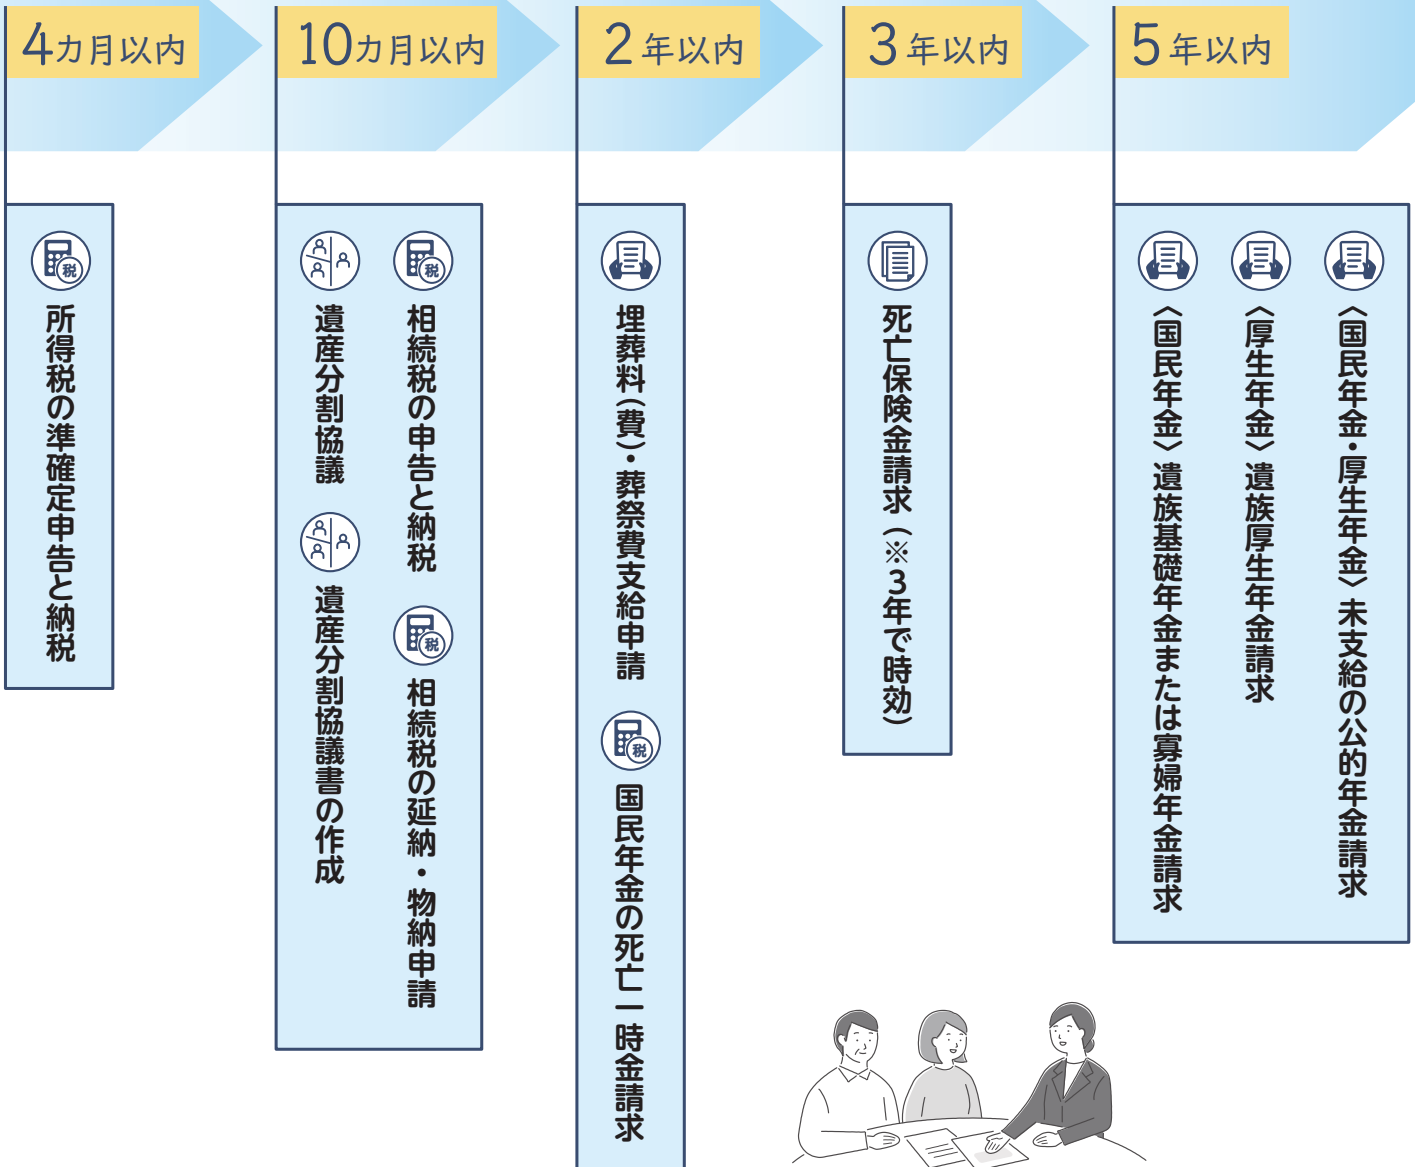 4カ月以内
税
所得税の準確定申告と納税
10カ月以内
税
相続税の申告と納税
税
相続税の延納・物納申請
遺産分割協議
遺産分割協議書の作成
2年以内
埋葬料(費)・葬祭費支給申請
税
国民年金の死亡一時金請求
3年以内
死亡保険金請求(※3年で時効)
5年以内
〈国民年金・厚生年金〉未支給の公的年金請求
〈厚生年金〉遺族厚生年金請求
〈国民年金〉遺族基礎年金または寡婦年金請求